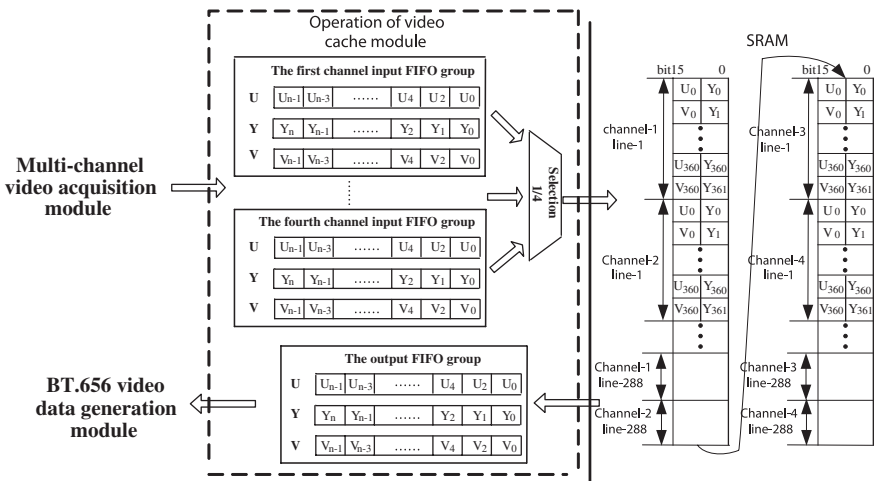 Operation of video
cache module
The first channel input FIFO group
U Un-1 Un-3 ...... U4 U2 U0
Y Yn Yn-1 ...... Y2 Y1 Y0
V Vn-1 Vn-3 ...... V4 V2 V0
Multi-channel
video acquisition
module
The fourth channel input FIFO group
U Un-1 Un-3 ...... U4 U2 U0
Y Yn Yn-1 ...... Y2 Y1 Y0
V Vn-1 Vn-3 ...... V4 V2 V0
Selection
1/4
The output FIFO group
U Un-1 Un-3 ...... U4 U2 U0
Y Yn Yn-1 ...... Y2 Y1 Y0
V Vn-1 Vn-3 ...... V4 V2 V0
BT.656 video
data generation
module
SRAM
bit15 0
channel-1
line-1
U0 Y0
V0 Y1
U360 Y360
V360 Y361
Channel-2
line-1
U0 Y0
V0 Y1
U360 Y360
V360 Y361
Channel-1
line-288
Channel-2
line-288
bit15 0
Channel-3
line-1
U0 Y0
V0 Y1
U360 Y360
V360 Y361
Channel-4
line-1
U0 Y0
V0 Y1
U360 Y360
V360 Y361
Channel-3
line-288
Channel-4
line-288